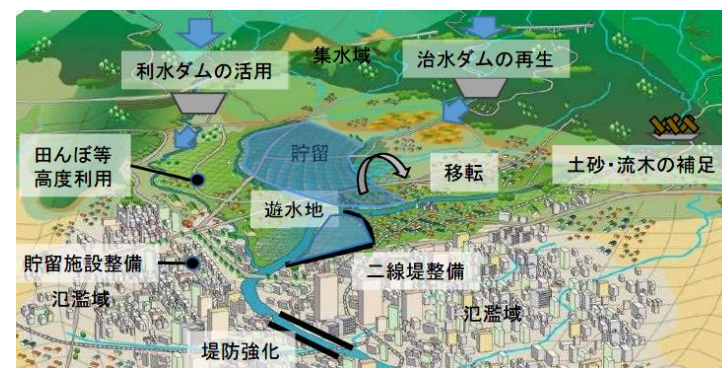 利水ダムの活用
集水域
治水ダムの再生
田んぼ等
高度利用
貯留
移転
土砂・流木の補足
遊水地
貯留施設整備
二線堤整備
氾濫域
氾濫域
堤防強化